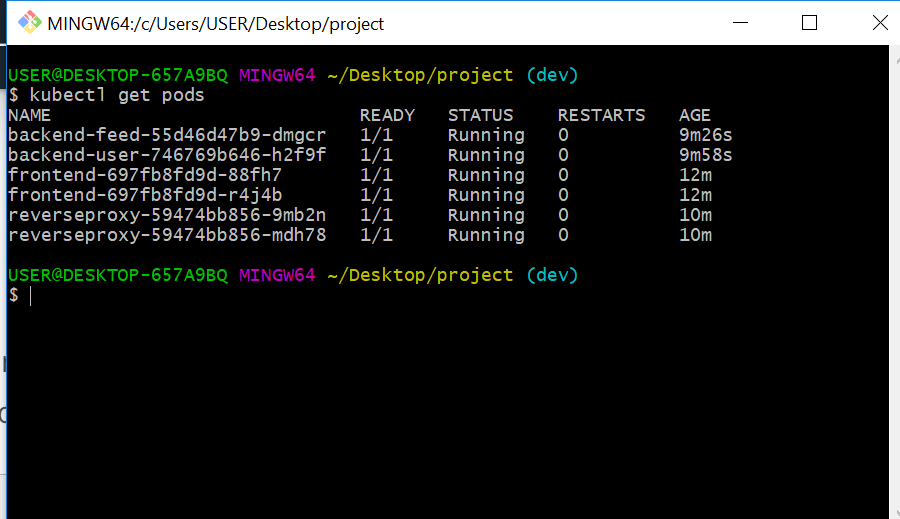 MINGW64:/c/Users/USER/Desktop/project
USER@DESKTOP-657A9BQ MINGW64 ~/Desktop/project (dev)
$ kubectl get pods
NAME READY STATUS RESTARTS AGE
backend-feed-55d46d47b9-dmgcr 1/1 Running 0 9m26s
backend-user-746769b646-h2f9f 1/1 Running 0 9m58s
frontend-697fb8fd9d-88fh7 1/1 Running 0 12m
frontend-697fb8fd9d-r4j4b 1/1 Running 0 12m
reverseproxy-59474bb856-9mb2n 1/1 Running 0 10m
reverseproxy-59474bb856-mdh78 1/1 Running 0 10m
USER@DESKTOP-657A9BQ MINGW64 ~/Desktop/project (dev)
$